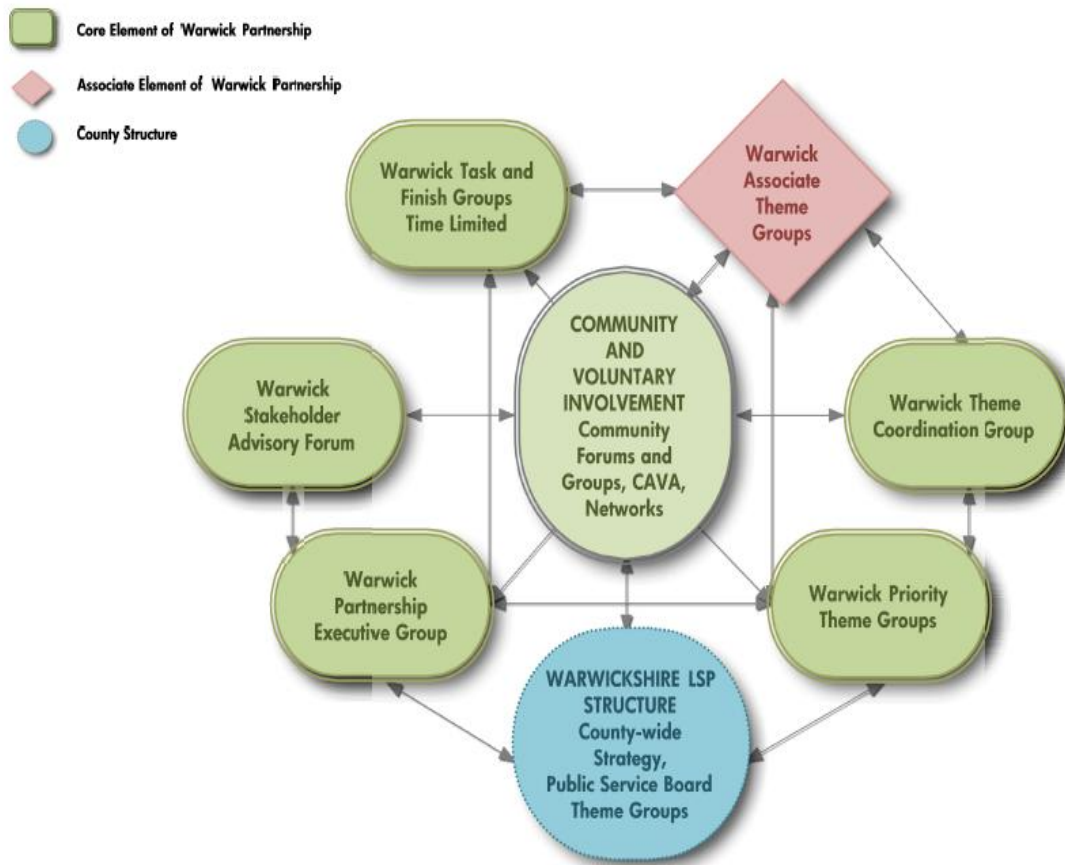 Core Element of Warwick Partnership
Associate Element of Warwick Partnership
County Structure
Warwick Task and
Finish Groups
Time Limited
Warwick
Associate
Theme
Groups
COMMUNITY
AND
VOLUNTARY
INVOLVEMENT
Community
Forums and
Groups, CAVA,
Networks
Warwick
Stakeholder
Advisory Forum
Warwick Theme
Coordination Group
Warwick
Partnership
Executive Group
Warwick Priority
Theme Groups
WARWICKSHIRE LSP
STRUCTURE
County-wide
Strategy,
Public Service Board
Theme Groups